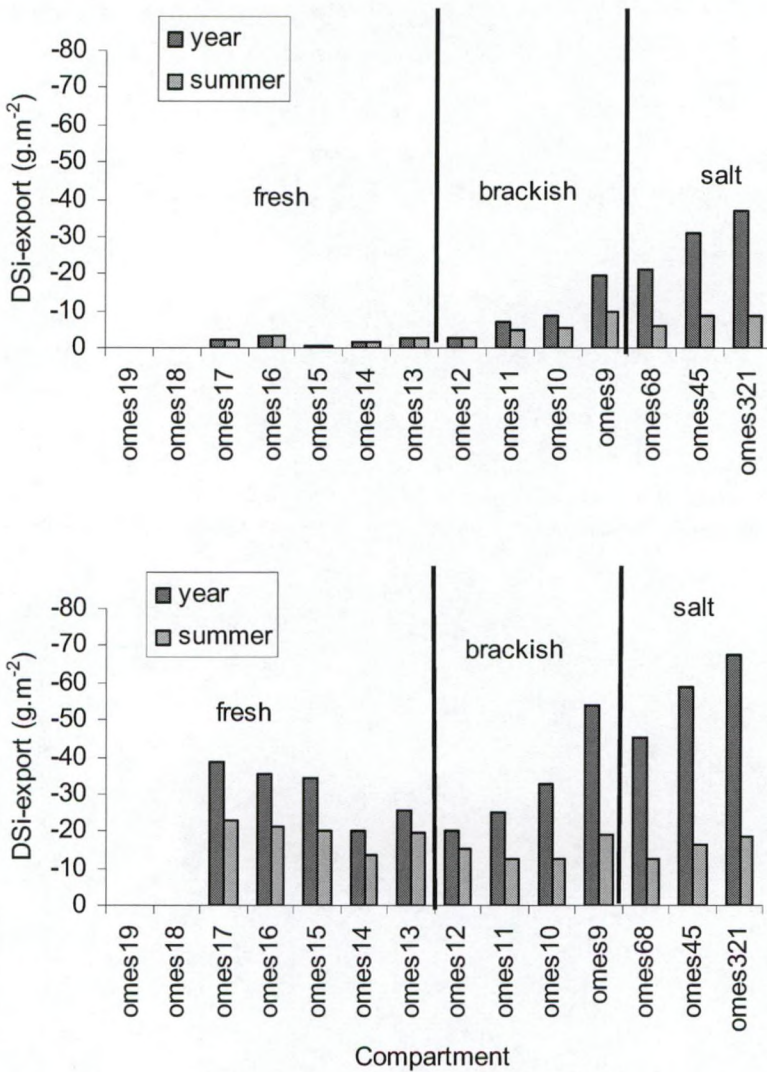 year
summer
-80
-70
-60
-50
-40
-30
-20
-10
0
DSi-export (g.m-2)
fresh
brackish
salt
omes19
omes18
omes17
omes16
omes15
omes14
omes13
omes12
omes11
omes10
omes9
omes68
omes45
omes321
year
summer
-80
-70
-60
-50
-40
-30
-20
-10
0
DSi-export (g.m-2)
fresh
brackish
salt
omes19
omes18
omes17
omes16
omes15
omes14
omes13
omes12
omes11
omes10
omes9
omes68
omes45
omes321
Compartment